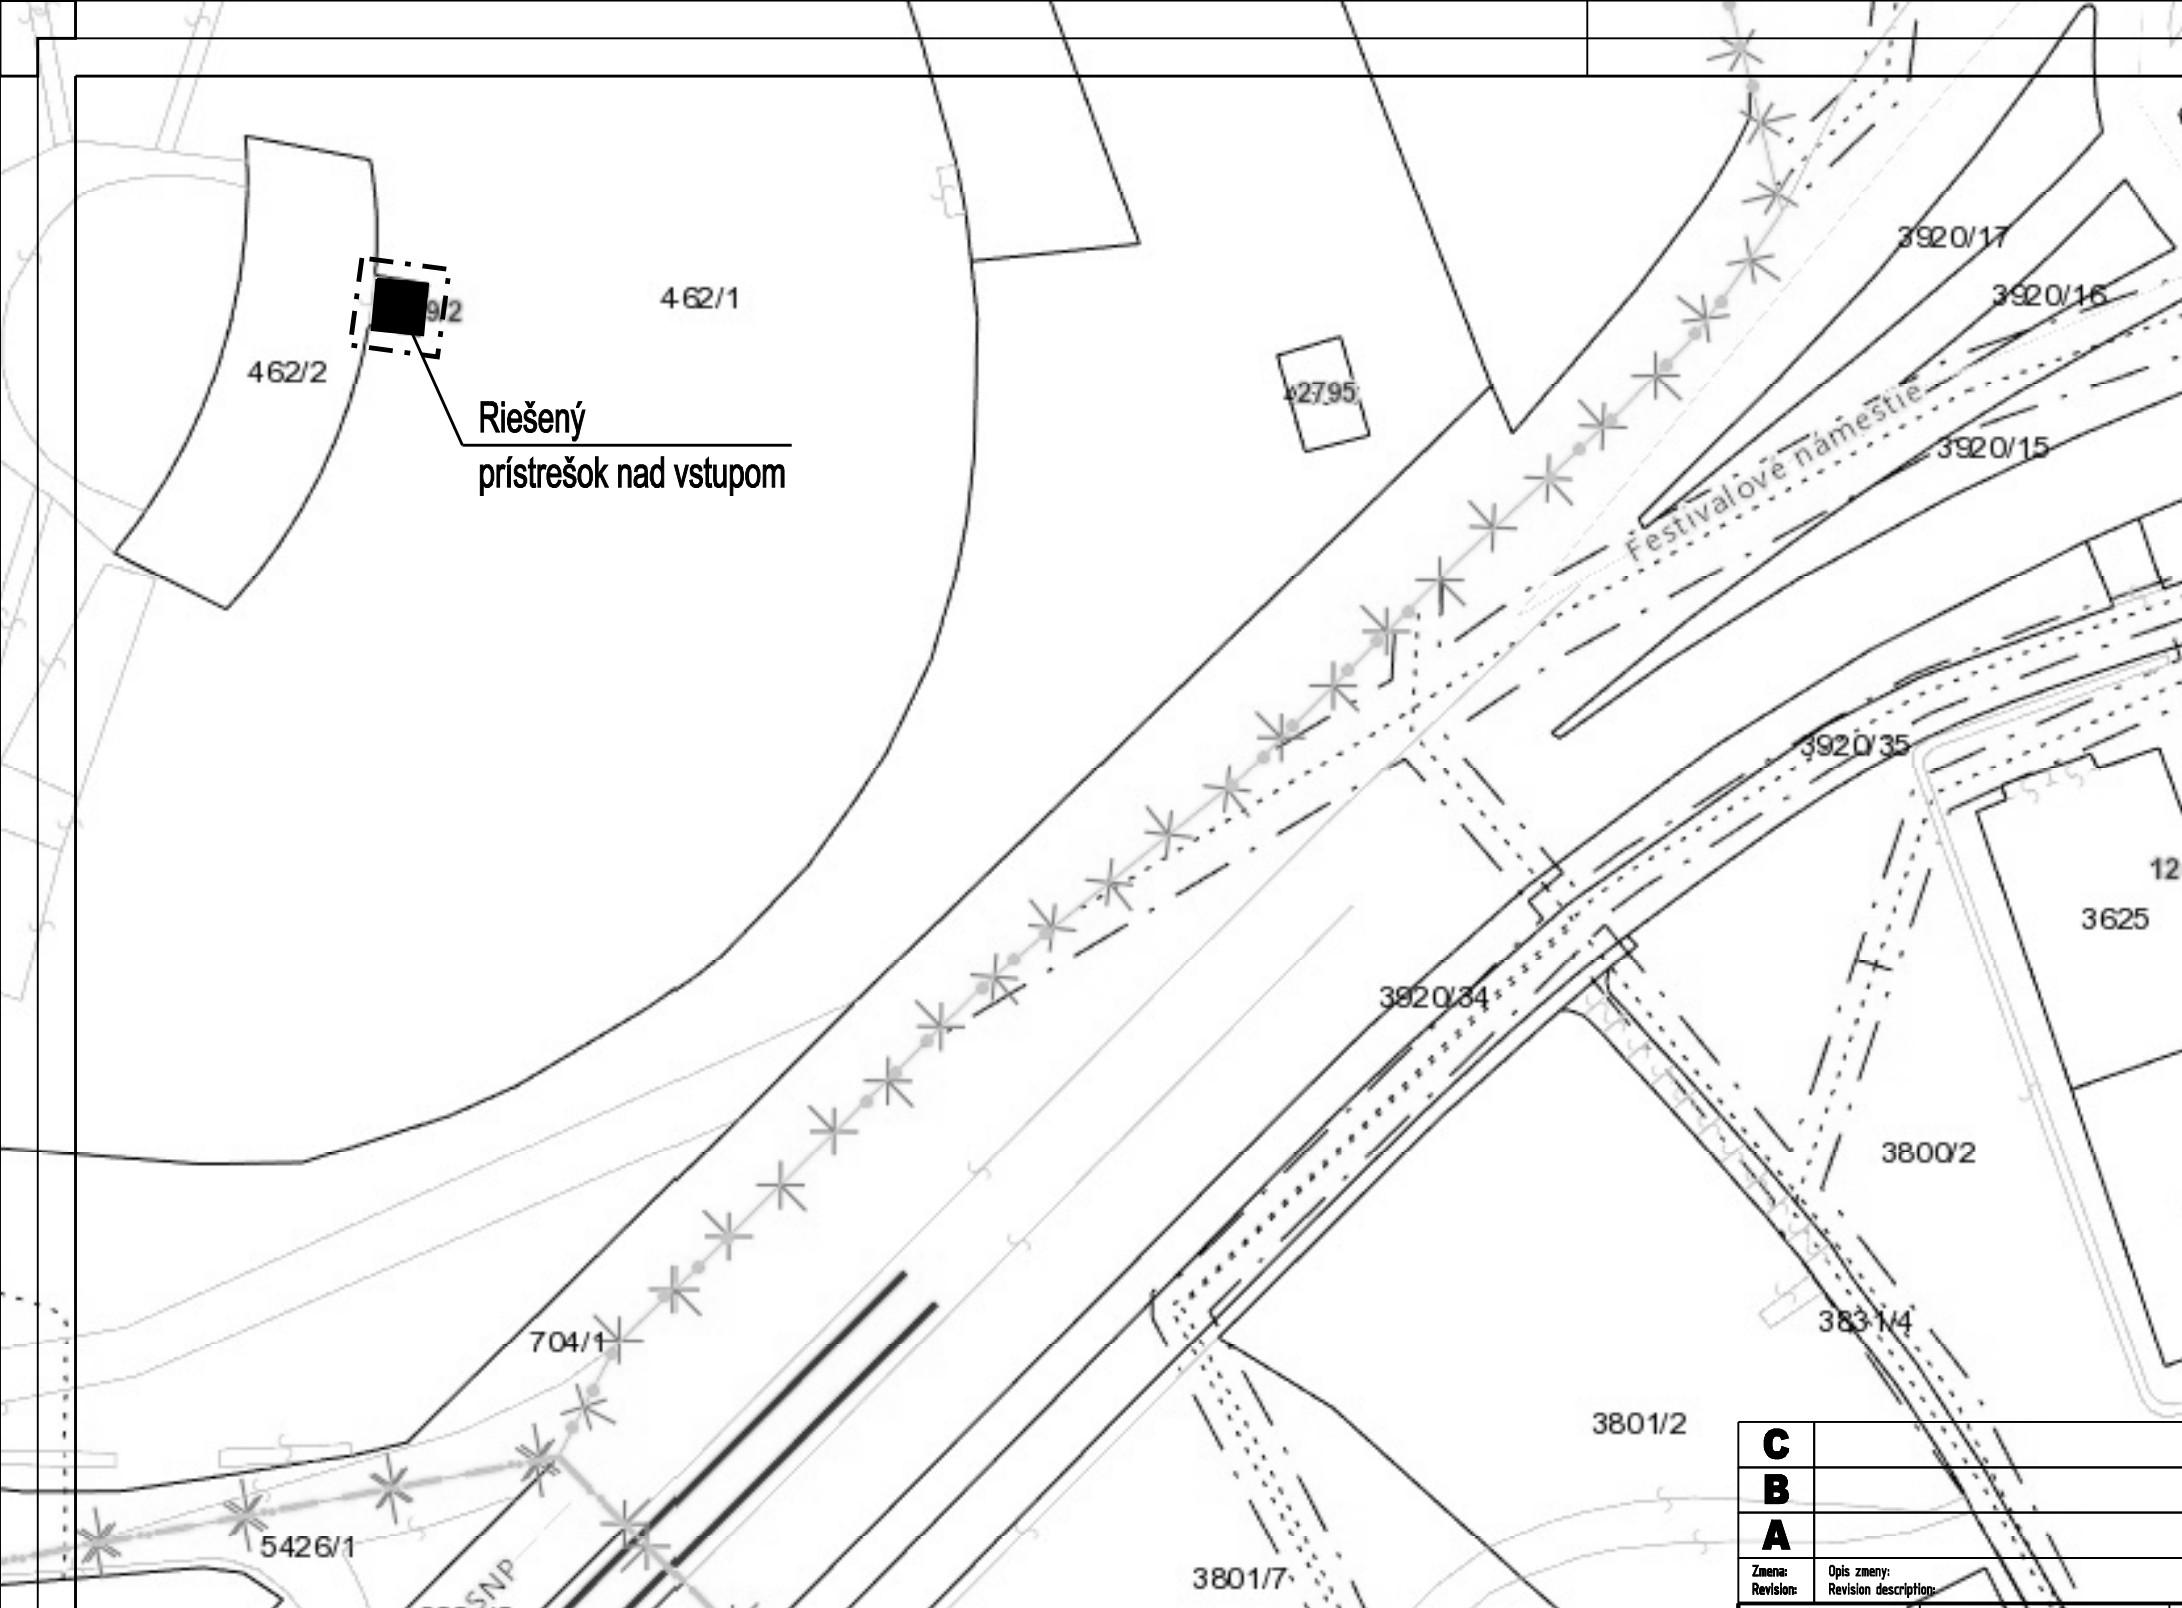 3920/17
3920/16
462/1
9/2
462/2
Riešený
prístrešok nad vstupom
Festivalové námestie
3920/15
3920/35
12
3625
3920/34
3800/2
3831/4
704/1
3801/2
5426/1
SNP
3801/7
C
B
A
Zmena:
Revision:
Opis zmeny:
Revision description: